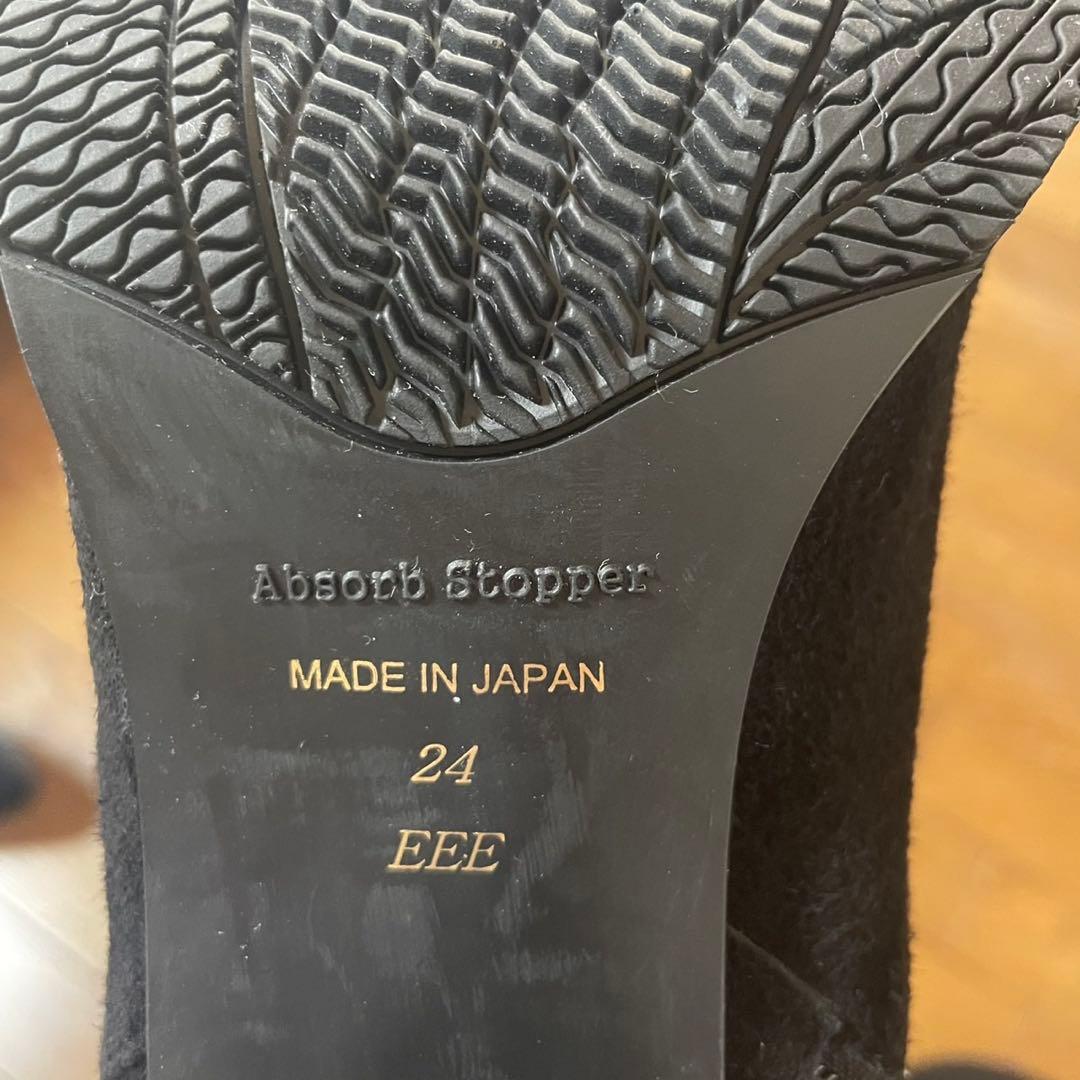 Absorb Stopper
MADE IN JAPAN
24
EEE